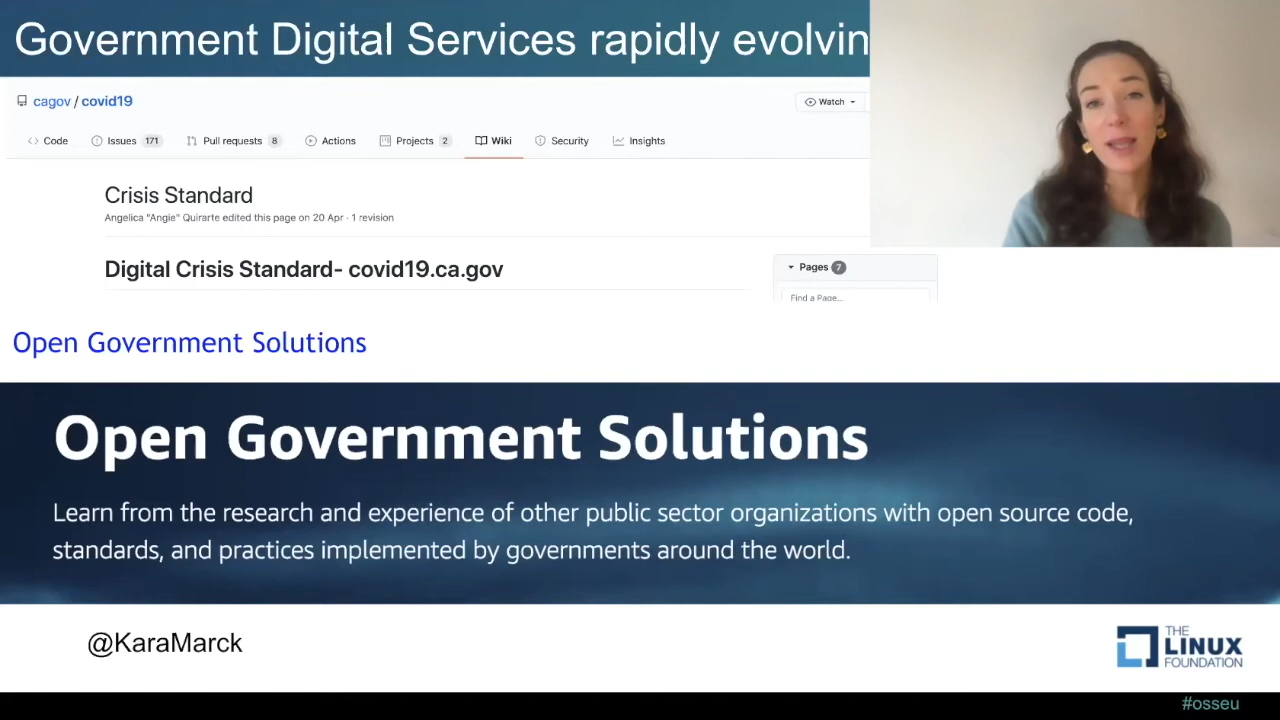 Government Digital Services rapidly evolvin
cagov / covid19
Watch
Code
Issues 171
Pull requests 8
Actions
Projects 2
Wiki
Security
Insights
Crisis Standard
Angelica "Angie" Quirarte edited this page on 20 Apr · 1 revision
Digital Crisis Standard- covid19.ca.gov
Pages 7
Find a Page...
Open Government Solutions
Open Government Solutions
Learn from the research and experience of other public sector organizations with open source code,
standards, and practices implemented by governments around the world.
@KaraMarck
THE
LINUX
FOUNDATION
#osseu